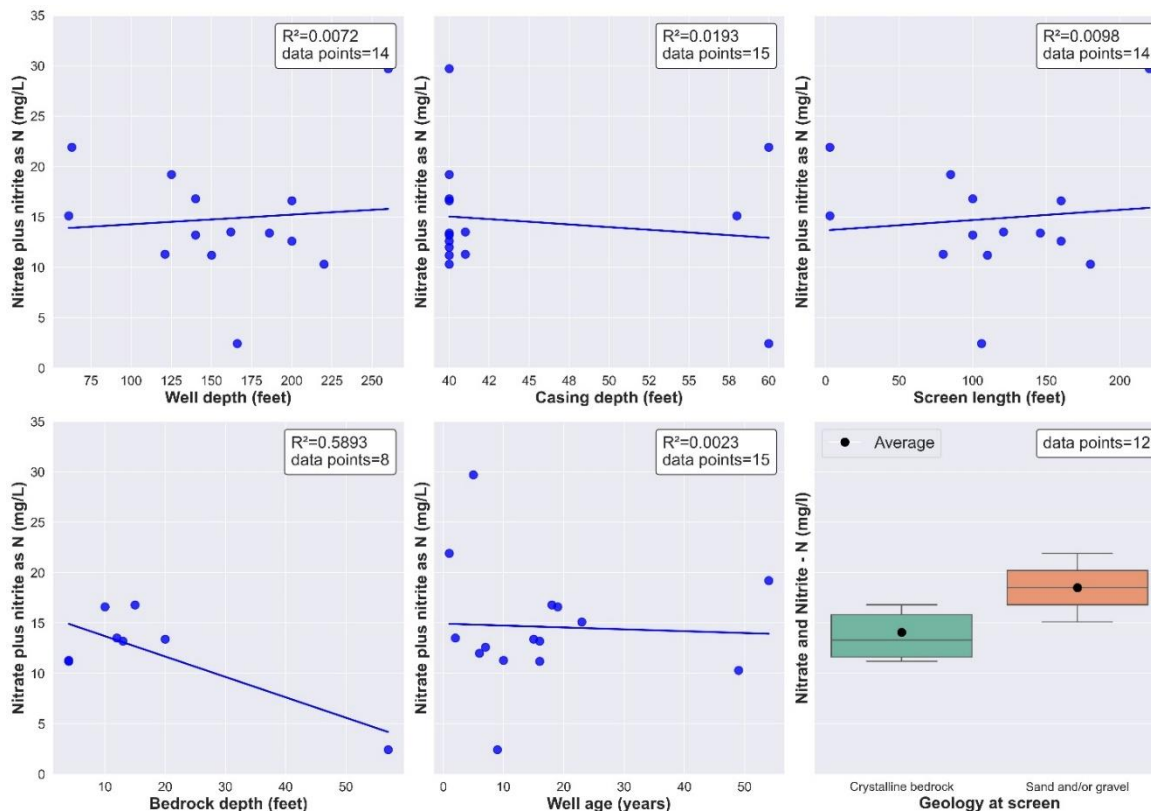 35
30
25
20
15
10
5
0
Nitrate plus nitrite as N (mg/L)
R²=0.0072
data points=14
75 100 125 150 175 200 225 250
Well depth (feet)
Nitrate plus nitrite as N (mg/L)
R²=0.0193
data points=15
40 42 45 48 50 52 55 58 60
Casing depth (feet)
Nitrate plus nitrite as N (mg/L)
R²=0.0098
data points=14
0 50 100 150 200
Screen length (feet)
35
30
25
20
15
10
5
0
Nitrate plus nitrite as N (mg/L)
R²=0.5893
data points=8
10 20 30 40 50
Bedrock depth (feet)
Nitrate plus nitrite as N (mg/L)
R²=0.0023
data points=15
0 10 20 30 40 50
Well age (years)
Nitrate and Nitrite - N (mg/l)
Average
data points=12
Crystalline bedrock Sand and/or gravel
Geology at screen